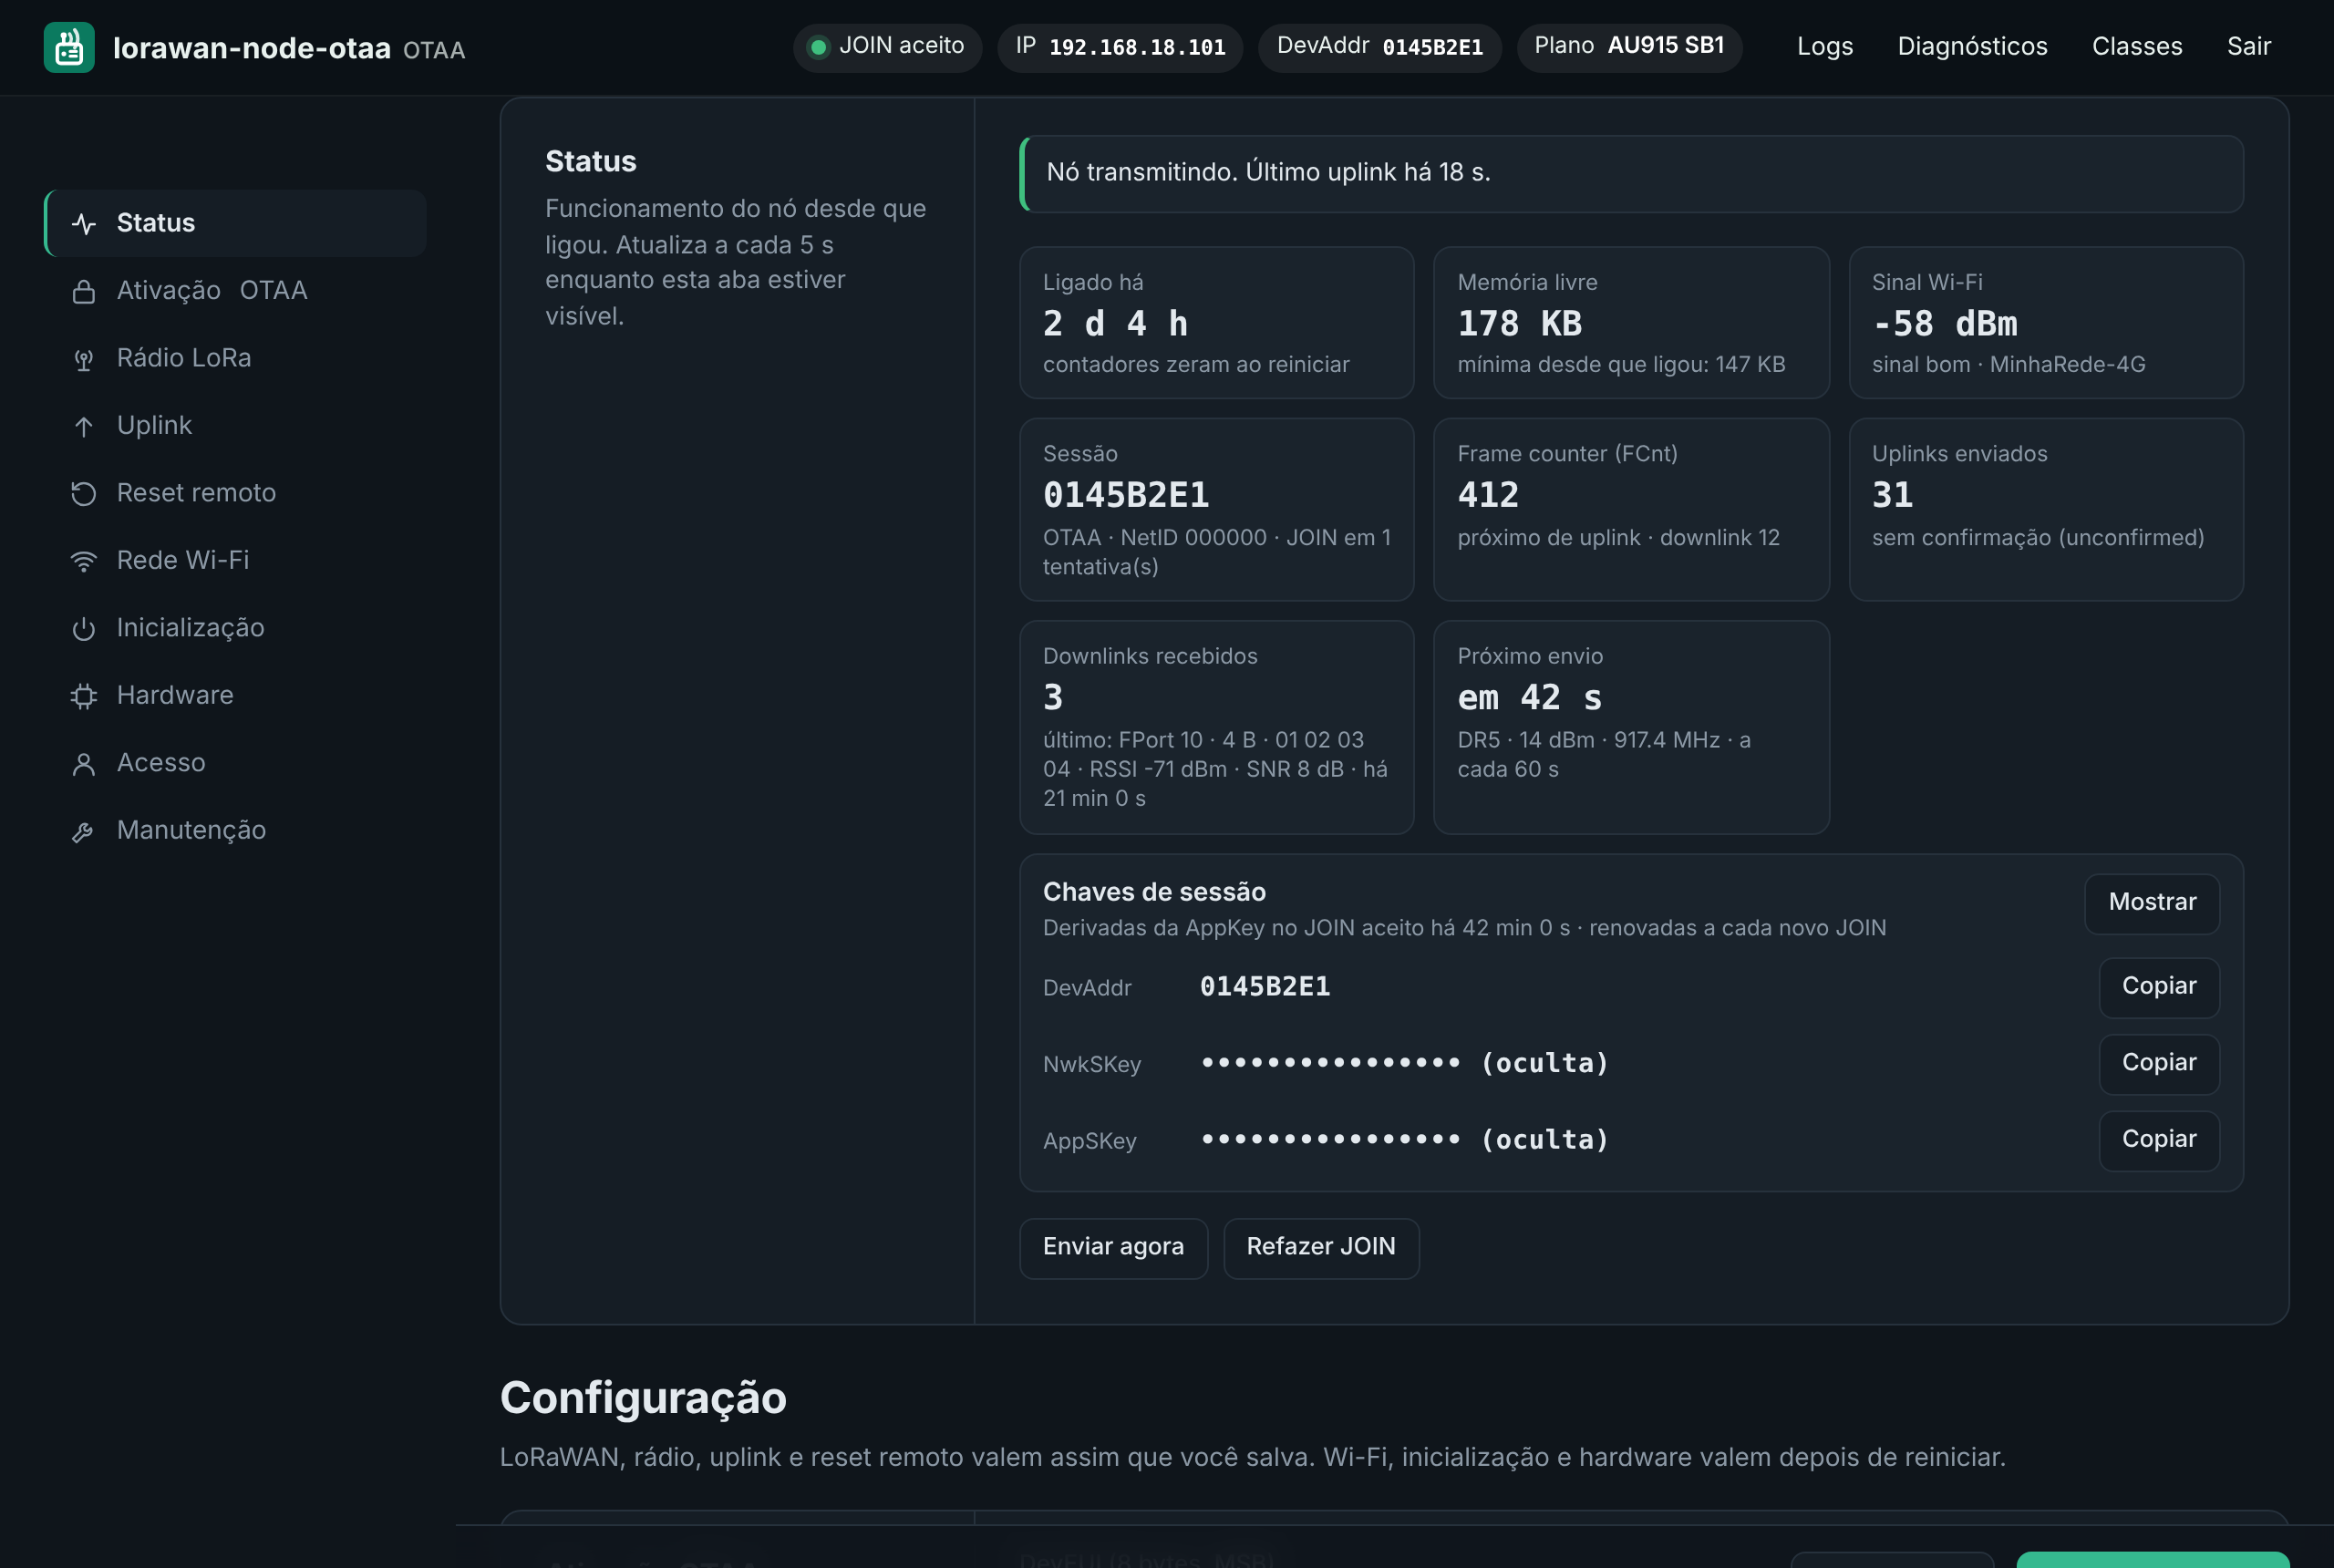 lorawan-node-otaa OTAA
JOIN aceito
IP 192.168.18.101
DevAddr 0145B2E1
Plano AU915 SB1
Logs
Diagnósticos
Classes
Sair
Status
Ativação OTAA
Rádio LoRa
Uplink
Reset remoto
Rede Wi-Fi
Inicialização
Hardware
Acesso
Manutenção
Status
Funcionamento do nó desde que
ligou. Atualiza a cada 5 s
enquanto esta aba estiver
visível.
Nó transmitindo. Último uplink há 18 s.
Ligado há
2 d 4 h
contadores zeram ao reiniciar
Memória livre
178 KB
mínima desde que ligou: 147 KB
Sinal Wi-Fi
-58 dBm
sinal bom · MinhaRede-4G
Sessão
0145B2E1
OTAA · NetID 000000 · JOIN em 1
tentativa(s)
Frame counter (FCnt)
412
próximo de uplink · downlink 12
Uplinks enviados
31
sem confirmação (unconfirmed)
Downlinks recebidos
3
último: FPort 10 · 4 B · 01 02 03
04 · RSSI -71 dBm · SNR 8 dB · há
21 min 0 s
Próximo envio
em 42 s
DR5 · 14 dBm · 917.4 MHz · a
cada 60 s
Chaves de sessão
Derivadas da AppKey no JOIN aceito há 42 min 0 s · renovadas a cada novo JOIN
Mostrar
DevAddr 0145B2E1 Copiar
NwkSKey •••••••••••••••• (oculta) Copiar
AppSKey •••••••••••••••• (oculta) Copiar
Enviar agora
Refazer JOIN
Configuração
LoRaWAN, rádio, uplink e reset remoto valem assim que você salva. Wi-Fi, inicialização e hardware valem depois de reiniciar.